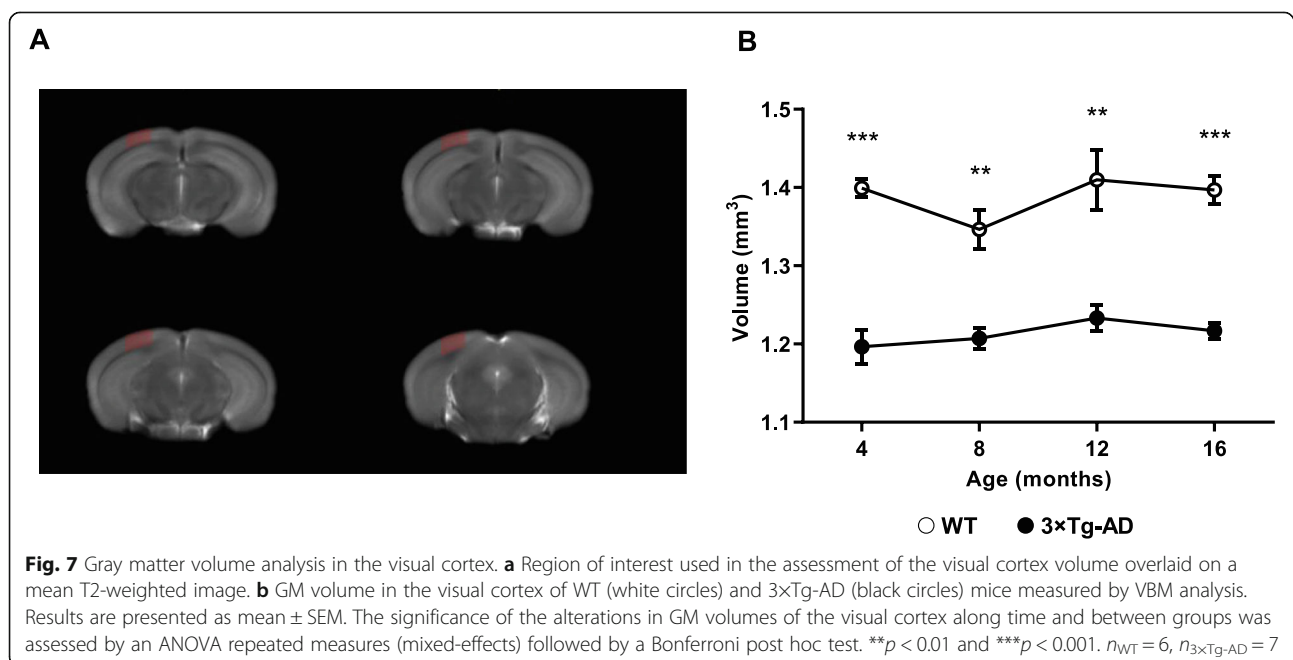 A
B
1.5
1.4
1.3
1.2
1.1
Volume (mm³)
***
**
**
***
4
8
12
16
Age (months)
○ WT
● 3×Tg-AD
Fig. 7 Gray matter volume analysis in the visual cortex. a Region of interest used in the assessment of the visual cortex volume overlaid on a
mean T2-weighted image. b GM volume in the visual cortex of WT (white circles) and 3×Tg-AD (black circles) mice measured by VBM analysis.
Results are presented as mean ± SEM. The significance of the alterations in GM volumes of the visual cortex along time and between groups was
assessed by an ANOVA repeated measures (mixed-effects) followed by a Bonferroni post hoc test. **p < 0.01 and ***p < 0.001. nWT = 6, n3×Tg-AD = 7